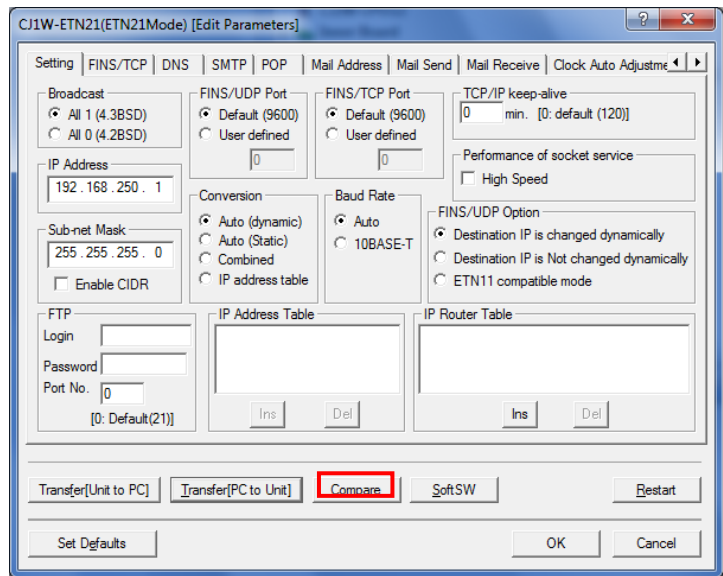 CJ1W-ETN21(ETN21Mode) [Edit Parameters]
Setting FINS/TCP DNS SMTP POP Mail Address Mail Send Mail Receive Clock Auto Adjustme
Broadcast
All 1 (4.3BSD)
All 0 (4.2BSD)
FINS/UDP Port
Default (9600)
User defined
0
FINS/TCP Port
Default (9600)
User defined
0
TCP/IP keep-alive
0 min. [0: default (120)]
IP Address
192 . 168 . 250 . 1
Performance of socket service
High Speed
Sub-net Mask
255 . 255 . 255 . 0
Enable CIDR
Conversion
Auto (dynamic)
Auto (Static)
Combined
IP address table
Baud Rate
Auto
10BASE-T
FINS/UDP Option
Destination IP is changed dynamically
Destination IP is Not changed dynamically
ETN11 compatible mode
FTP
Login
Password
Port No. 0
[0: Default(21)]
IP Address Table
Ins Del
IP Router Table
Ins Del
Transfer[Unit to PC] Transfer[PC to Unit] Compare SoftSW Restart
Set Defaults OK Cancel